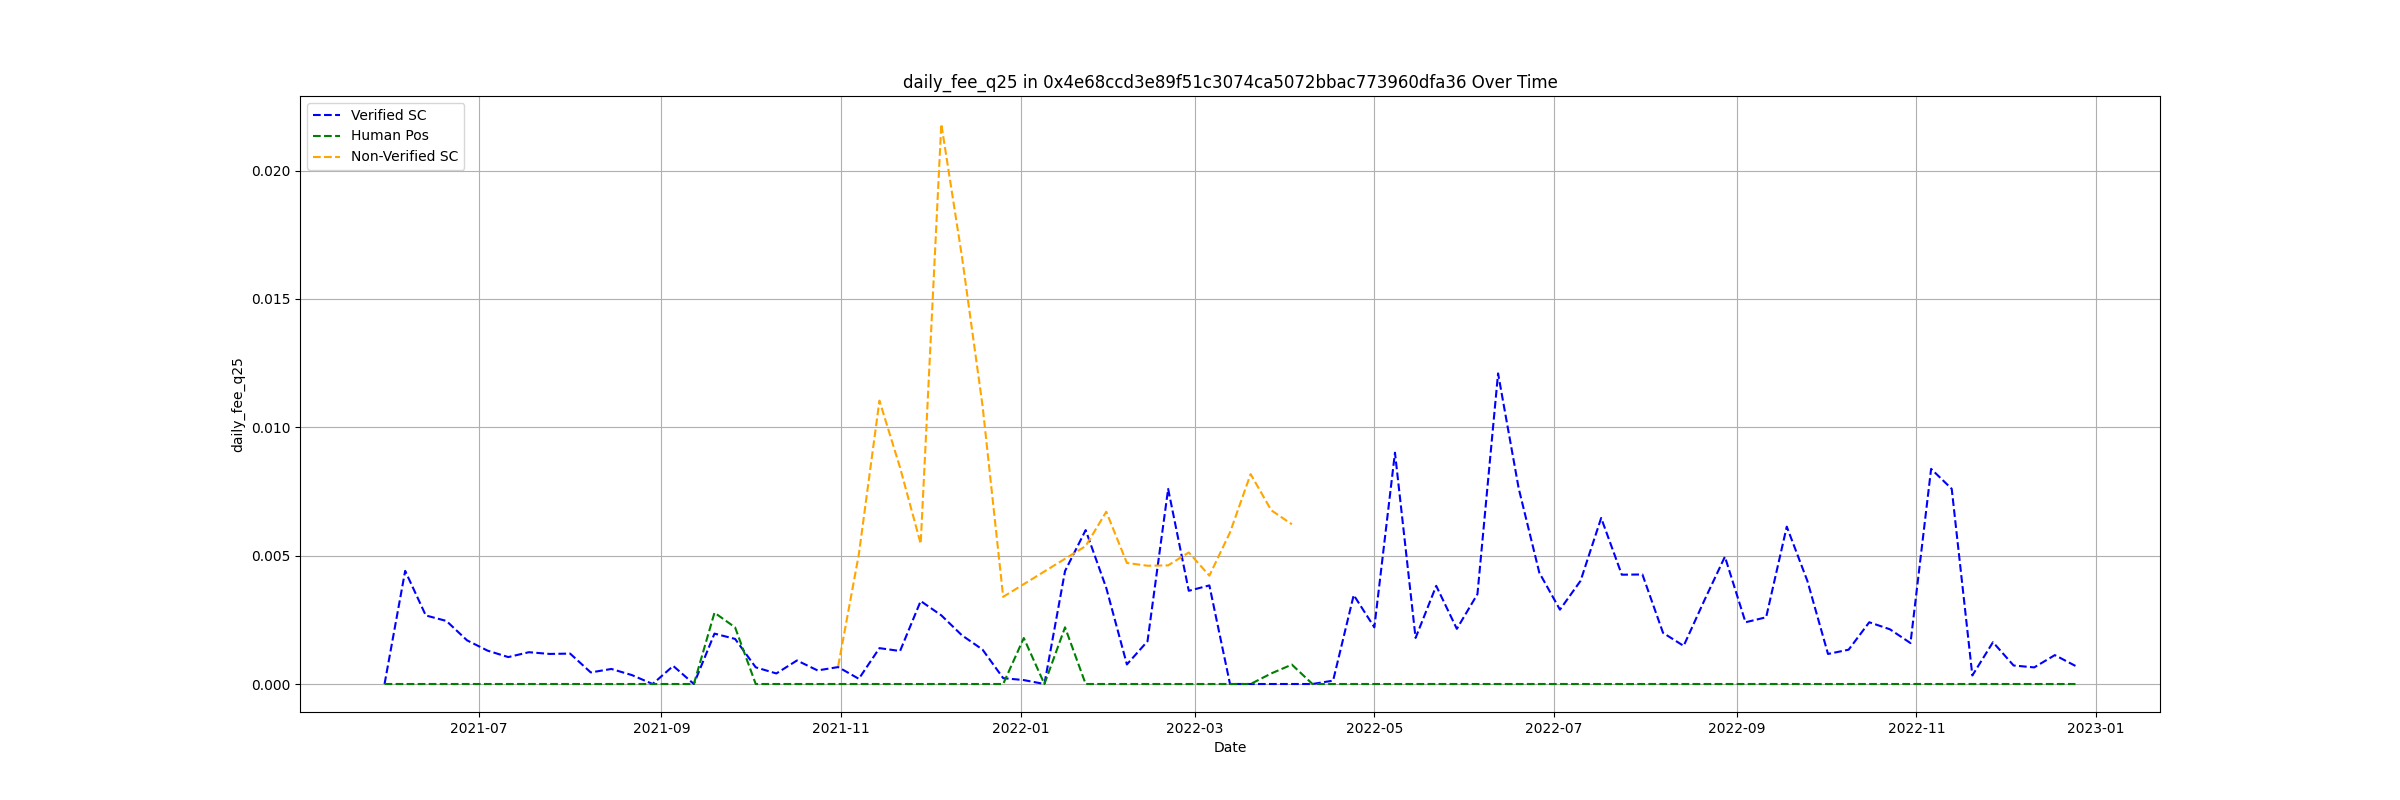 daily_fee_q25 in 0x4e68ccd3e89f51c3074ca5072bbac773960dfa36 Over Time
Verified SC
Human Pos
Non-Verified SC
0.020
0.015
0.010
0.005
0.000
daily_fee_q25
2021-07
2021-09
2021-11
2022-01
2022-03
2022-05
2022-07
2022-09
2022-11
2023-01
Date